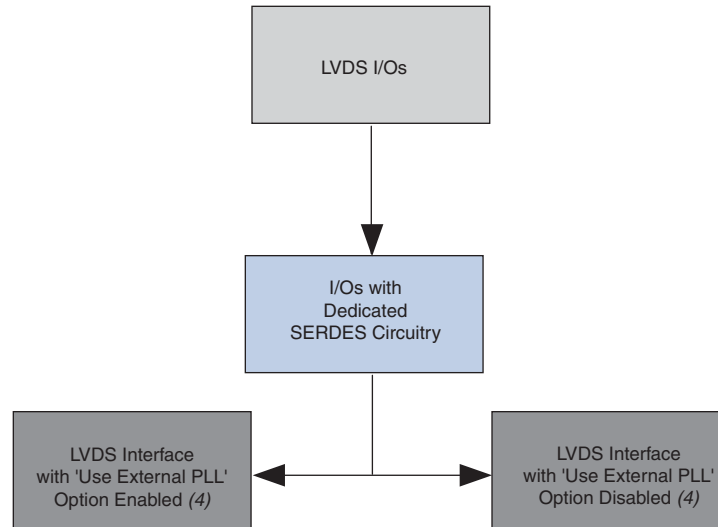 LVDS I/Os
I/Os with
Dedicated
SERDES Circuitry
LVDS Interface
with 'Use External PLL'
Option Enabled (4)
LVDS Interface
with 'Use External PLL'
Option Disabled (4)